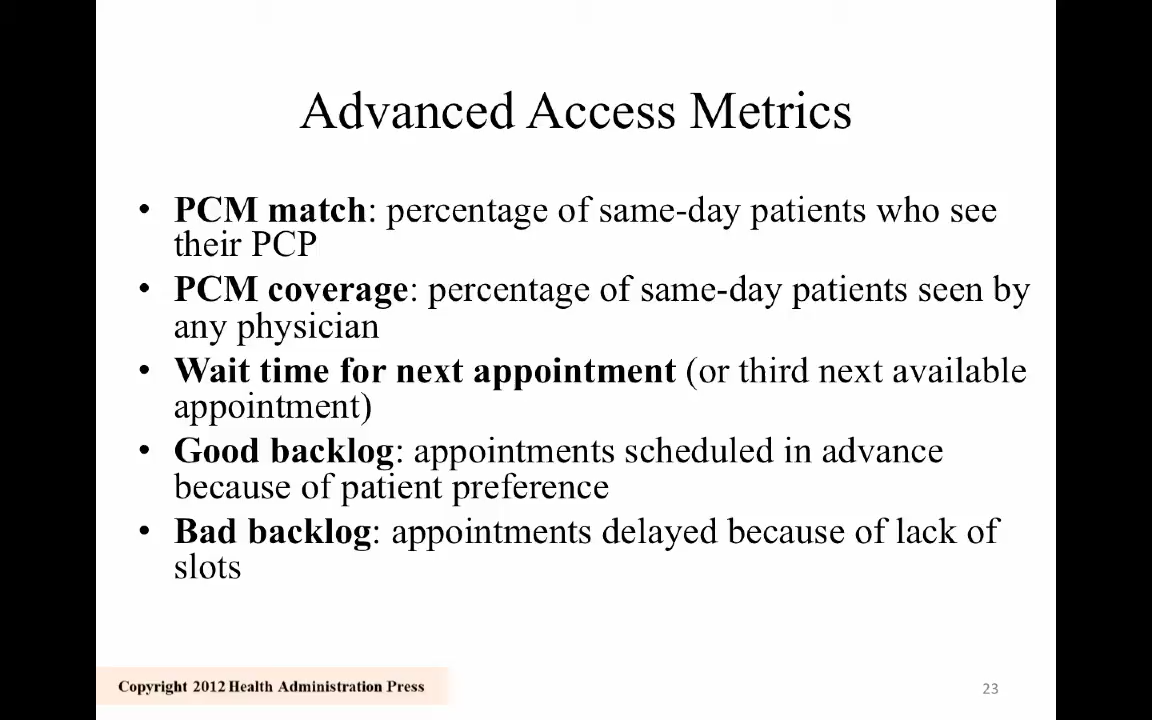 Advanced Access Metrics
• PCM match: percentage of same-day patients who see
their PCP
• PCM coverage: percentage of same-day patients seen by
any physician
• Wait time for next appointment (or third next available
appointment)
• Good backlog: appointments scheduled in advance
because of patient preference
• Bad backlog: appointments delayed because of lack of
slots
Copyright 2012 Health Administration Press
23